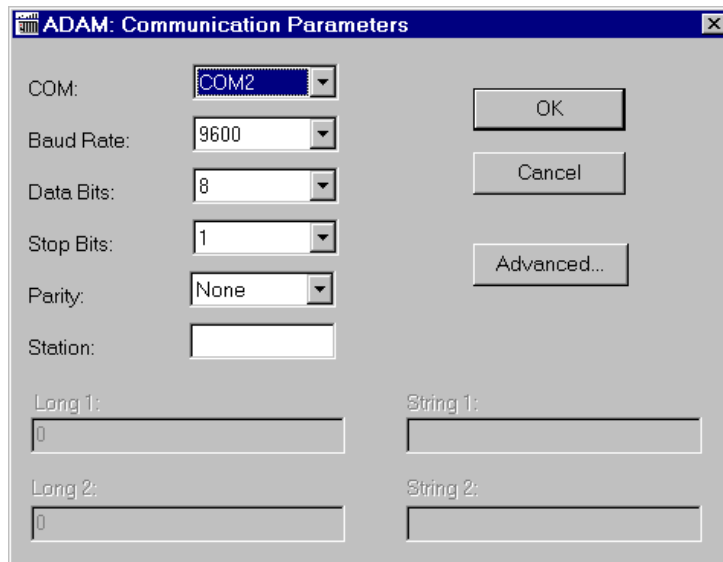 ADAM: Communication Parameters
COM: COM2
Baud Rate: 9600
Data Bits: 8
Stop Bits: 1
Parity: None
Station:
OK
Cancel
Advanced...
Long 1: String 1:
0
Long 2: String 2:
0